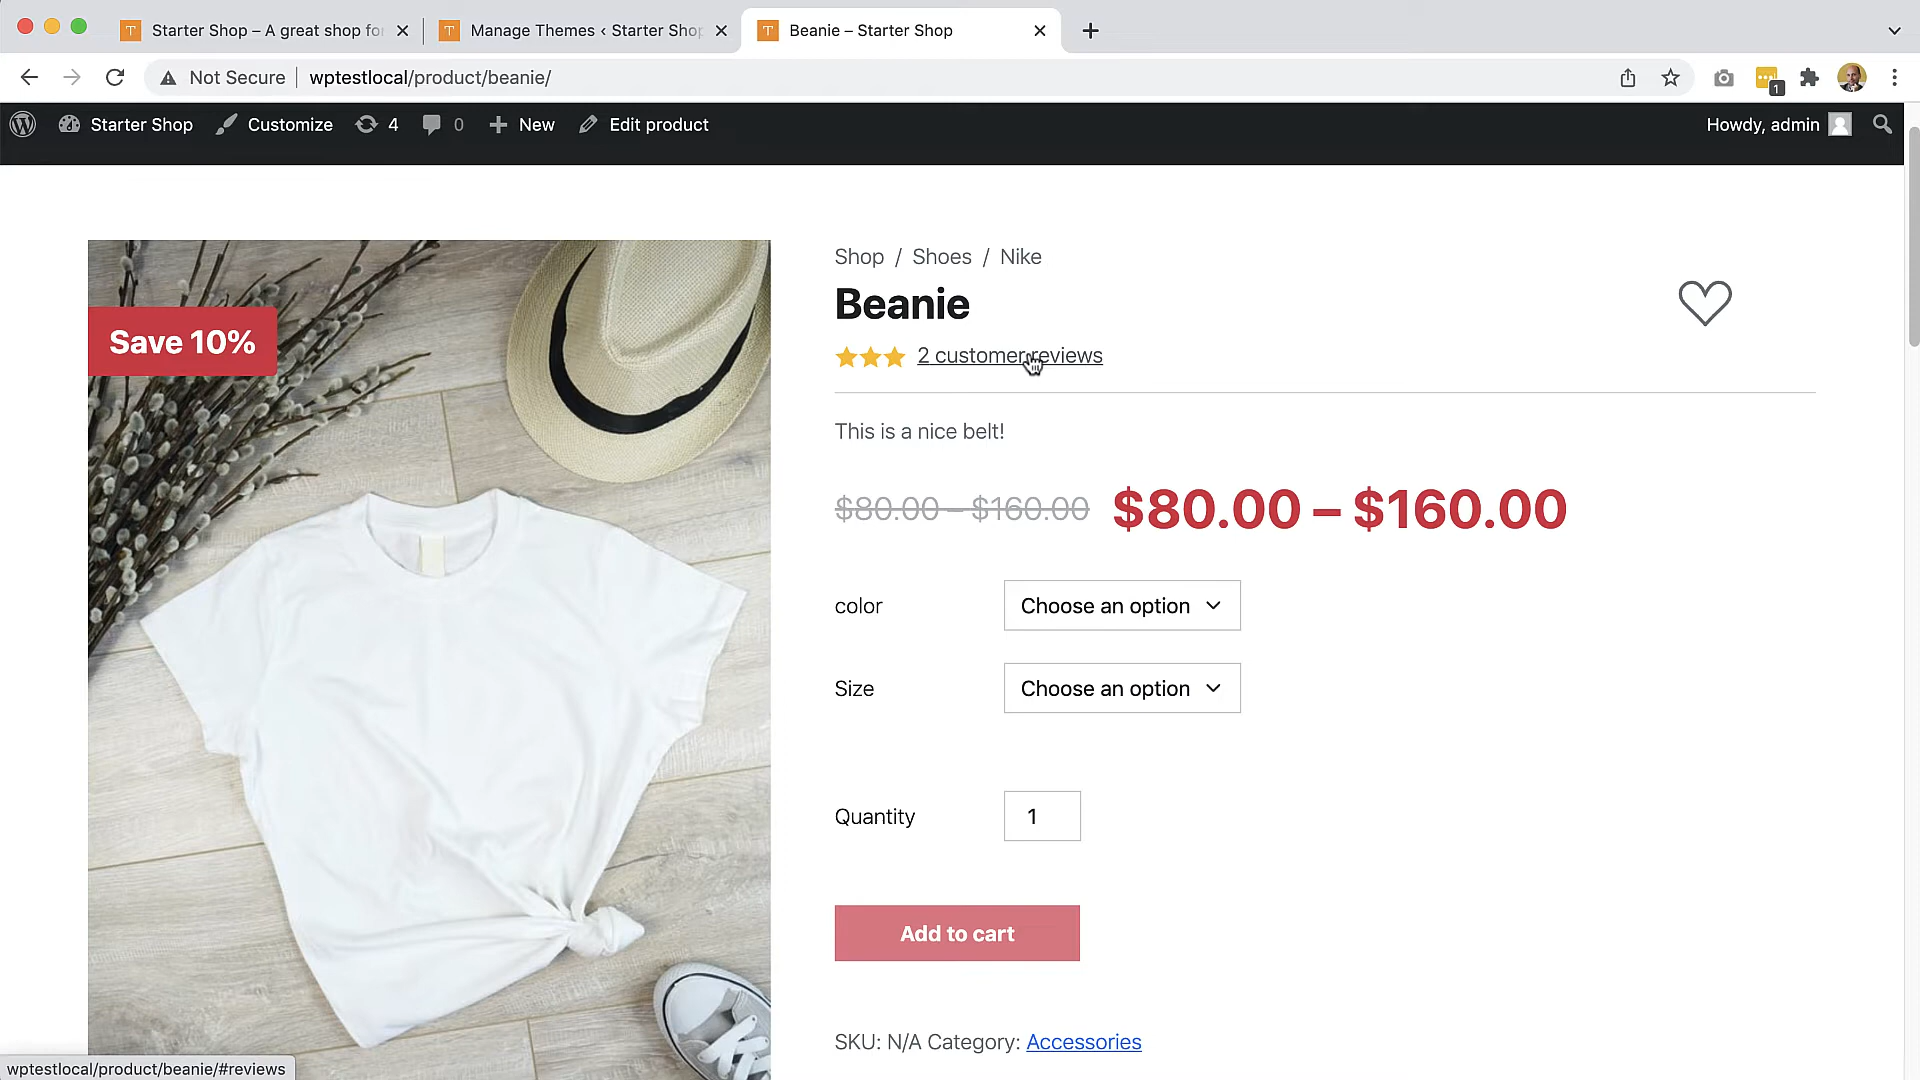 Starter Shop – A great shop fo
Manage Themes ‹ Starter Shop
Beanie – Starter Shop
Not Secure
wptestlocal/product/beanie/
1
Starter Shop
Customize
4
0
New
Edit product
Howdy, admin
Shop / Shoes / Nike
Beanie
Save 10%
2 customer reviews
This is a nice belt!
$80.00 – $160.00 $80.00 – $160.00
color
Choose an option
Size
Choose an option
Quantity
1
Add to cart
SKU: N/A Category: Accessories
wptestlocal/product/beanie/#reviews